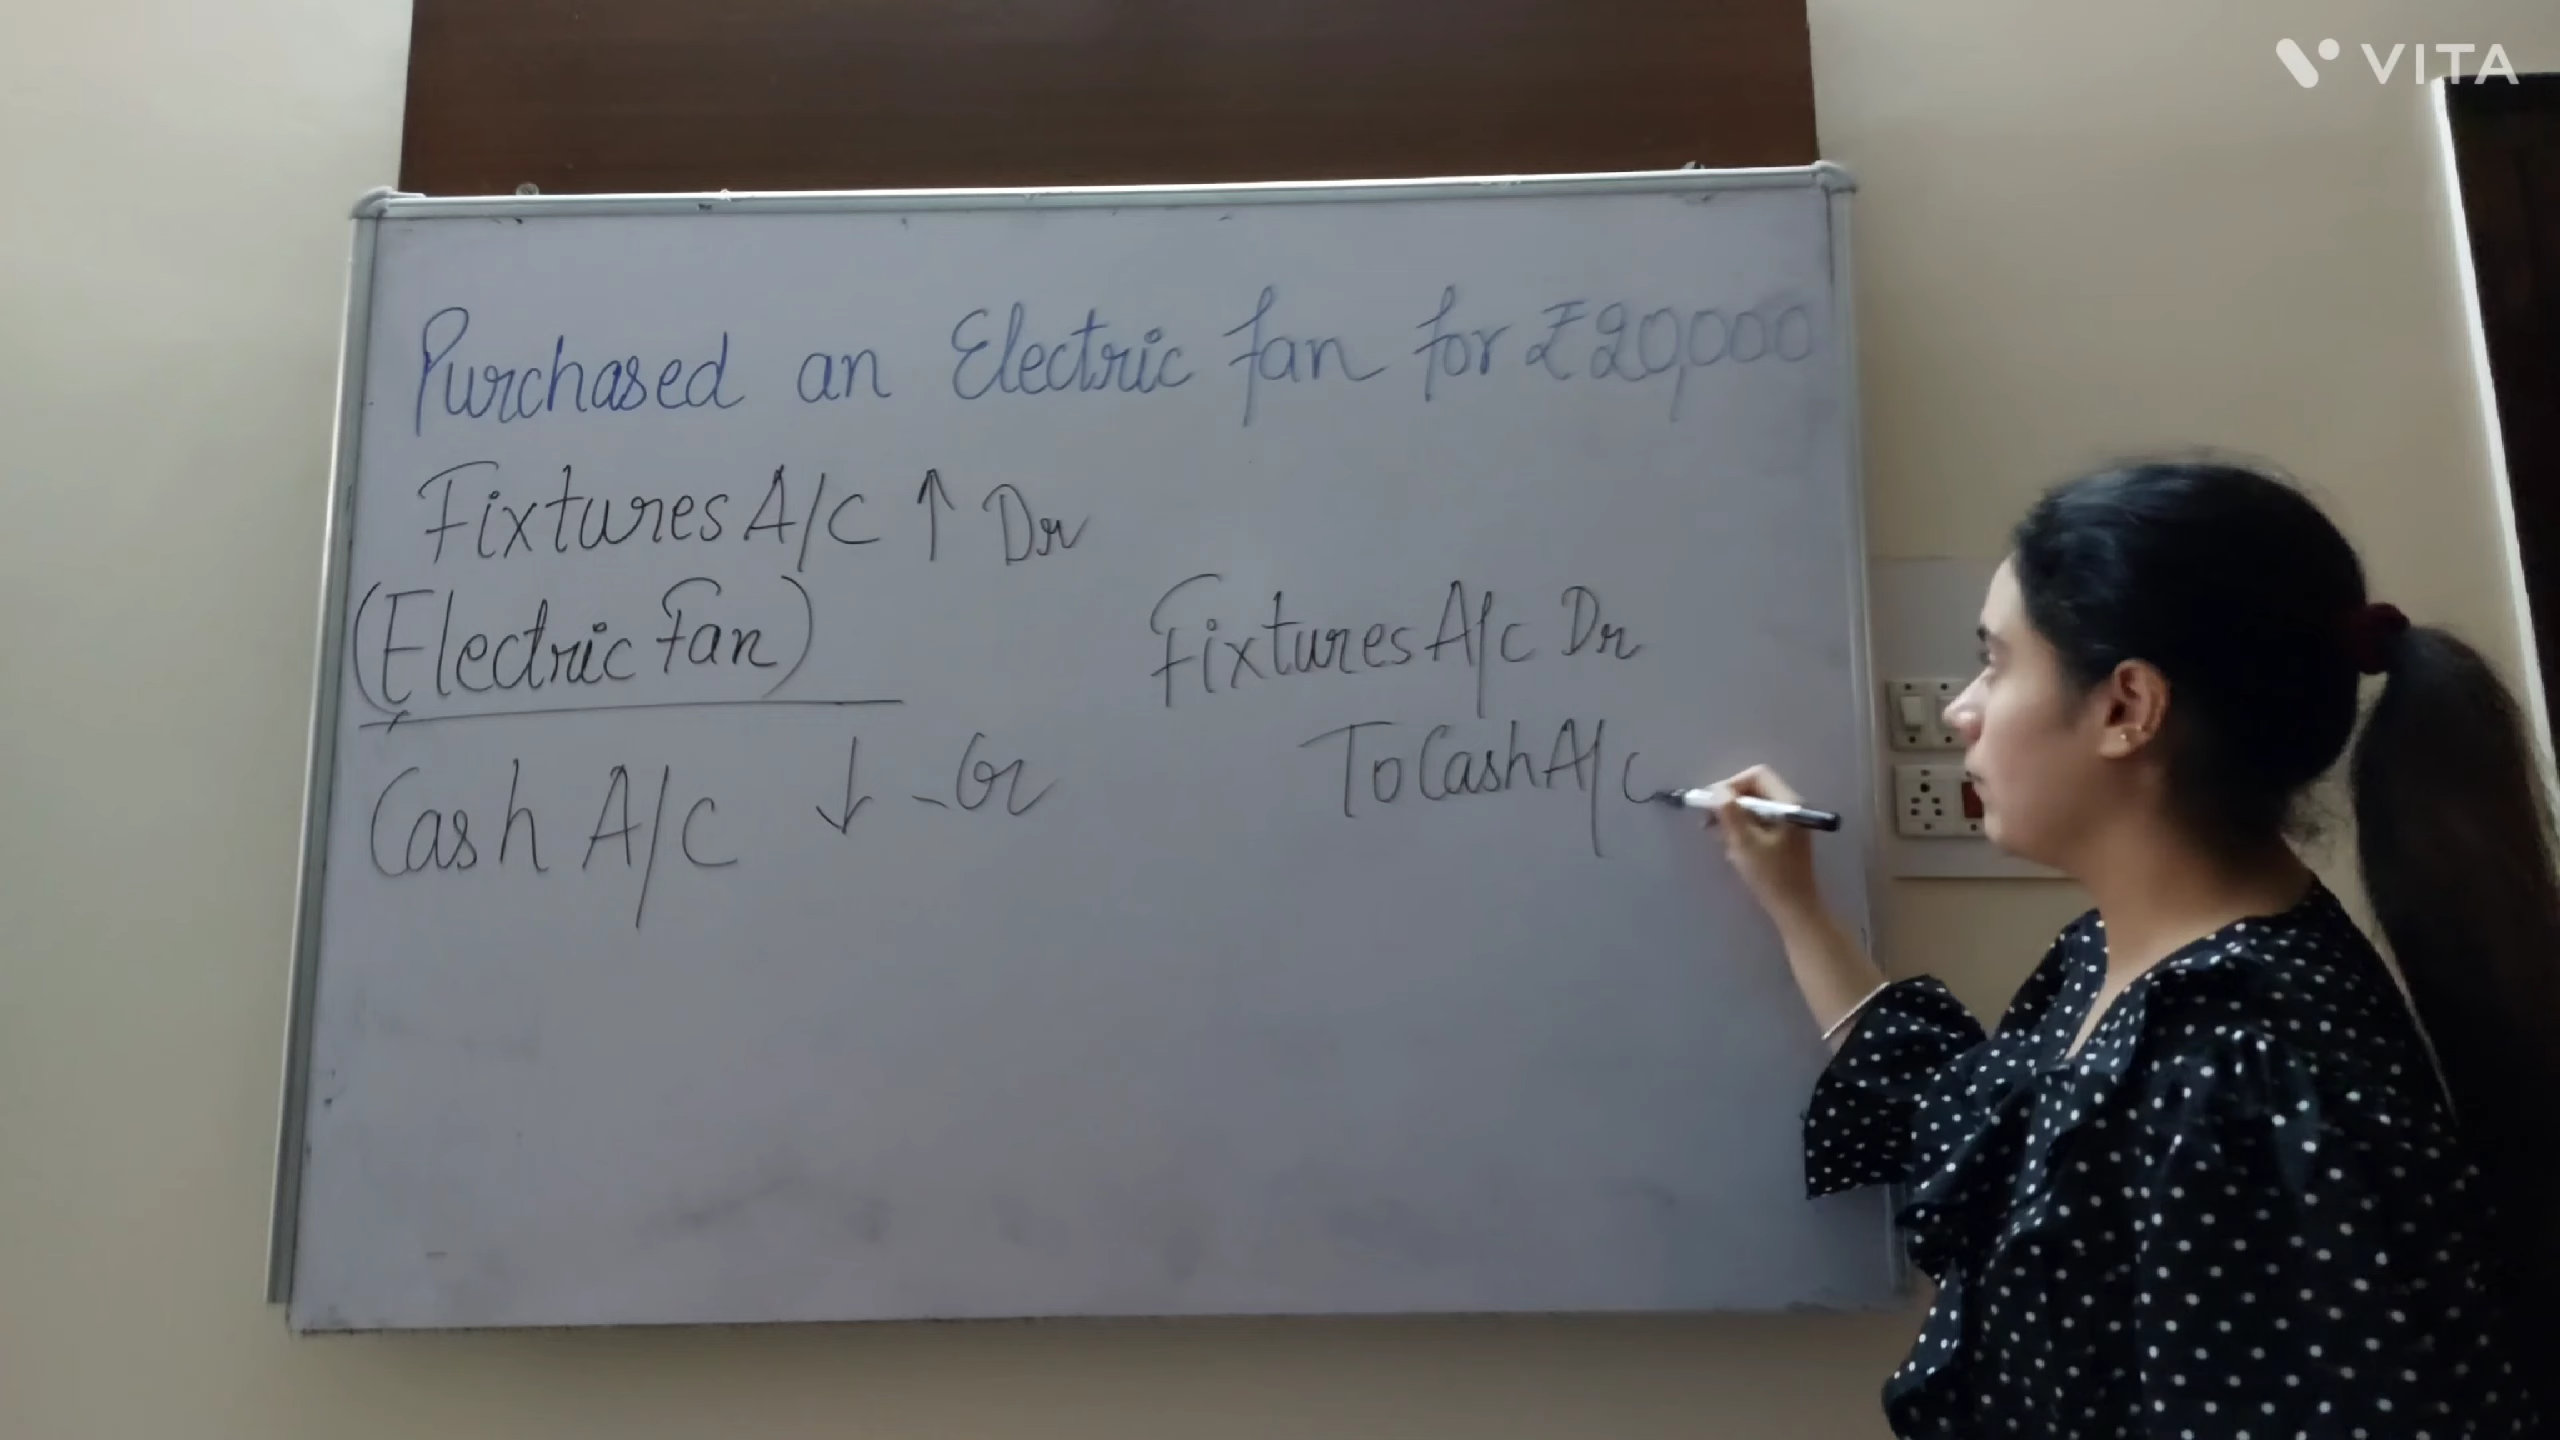 VITA
Purchased an Electric fan for ₹20,000
Fixtures A/C ↑ Dr
(Electric Fan)
Cash A/C ↓ - Cr
Fixtures A/C Dr
To Cash A/C